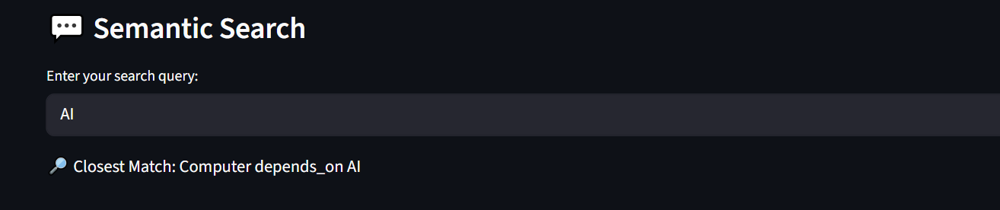 Semantic Search
Enter your search query:
AI
Closest Match: Computer depends_on AI